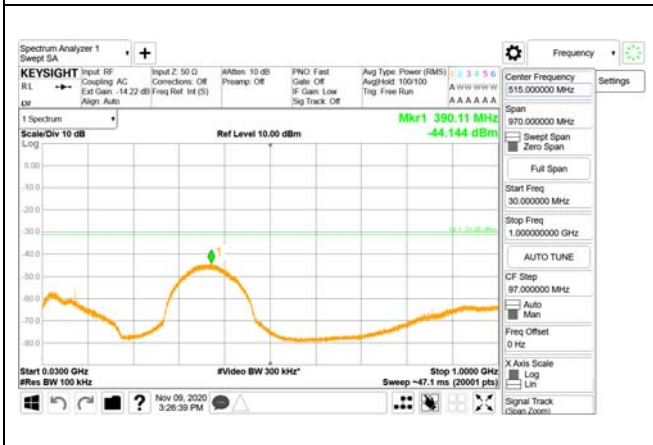 Spectrum Analyzer 1
Swept SA
Frequency
KEYSIGHT
Input: RF
Coupling: AC
Ext Gain: -14.22 dB
Align: Auto
RL
Input Z: 50 Ω
Corrections: Off
Freq Ref: Int (S)
#Atten: 10 dB
Preamp: Off
PNO: Fast
Gate: Off
IF Gain: Low
Sig Track: Off
Avg Type: Power (RMS)
Avg|Hold: 100/100
Trig: Free Run
1 2 3 4 5 6
A W W W W W
A A A A A A
1 Spectrum
Scale/Div 10 dB
Ref Level 10.00 dBm
Mkr1 390.11 MHz
-44.144 dBm
Log
0.00
-10.0
-20.0
-30.0
-40.0
-50.0
-60.0
-70.0
-80.0
1
Start 0.0300 GHz
#Video BW 300 kHz*
Stop 1.0000 GHz
#Res BW 100 kHz
Sweep ~47.1 ms (20001 pts)
Nov 09, 2020
3:26:39 PM
Center Frequency
515.000000 MHz
Settings
Span
970.000000 MHz
Swept Span
Zero Span
Full Span
Start Freq
30.000000 MHz
Stop Freq
1.000000000 GHz
AUTO TUNE
CF Step
97.000000 MHz
Auto
Man
Freq Offset
0 Hz
X Axis Scale
Log
Lin
Signal Track
(Span Zoom)